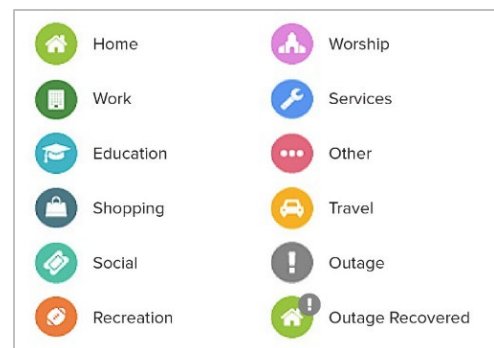 Home
Work
Education
Shopping
Social
Recreation
Worship
Services
Other
Travel
Outage
Outage Recovered